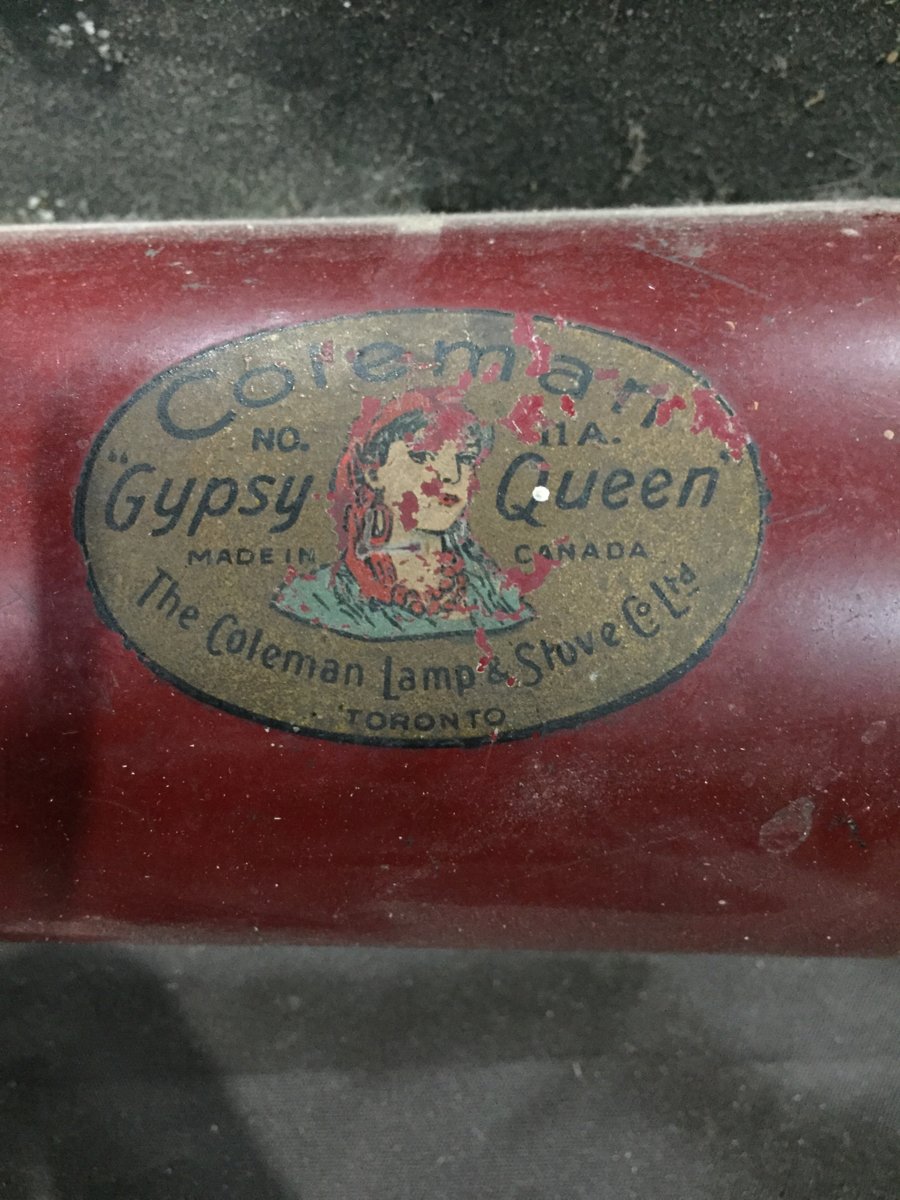 Coleman
NO. 11A.
"Gypsy Queen"
MADE IN CANADA
The Coleman Lamp & Stove Co Ltd
TORONTO